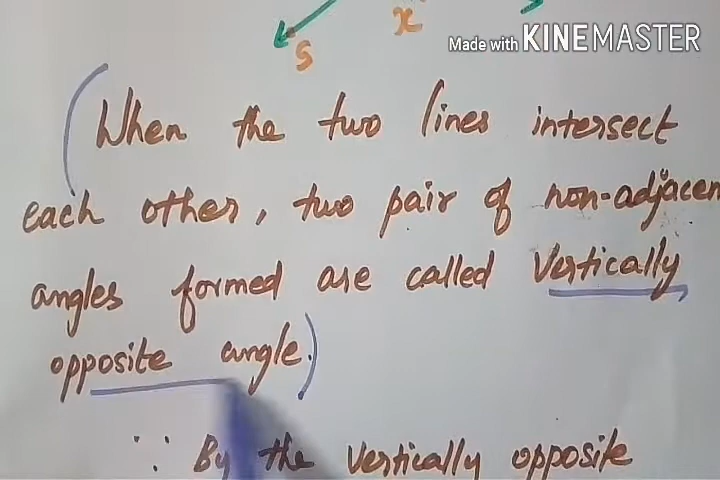 S
x
Made with KINEMASTER
(When the two lines intersect
each other, two pair of non-adjacen
angles formed are called Vertically
opposite angle.)
∵ By the vertically opposite